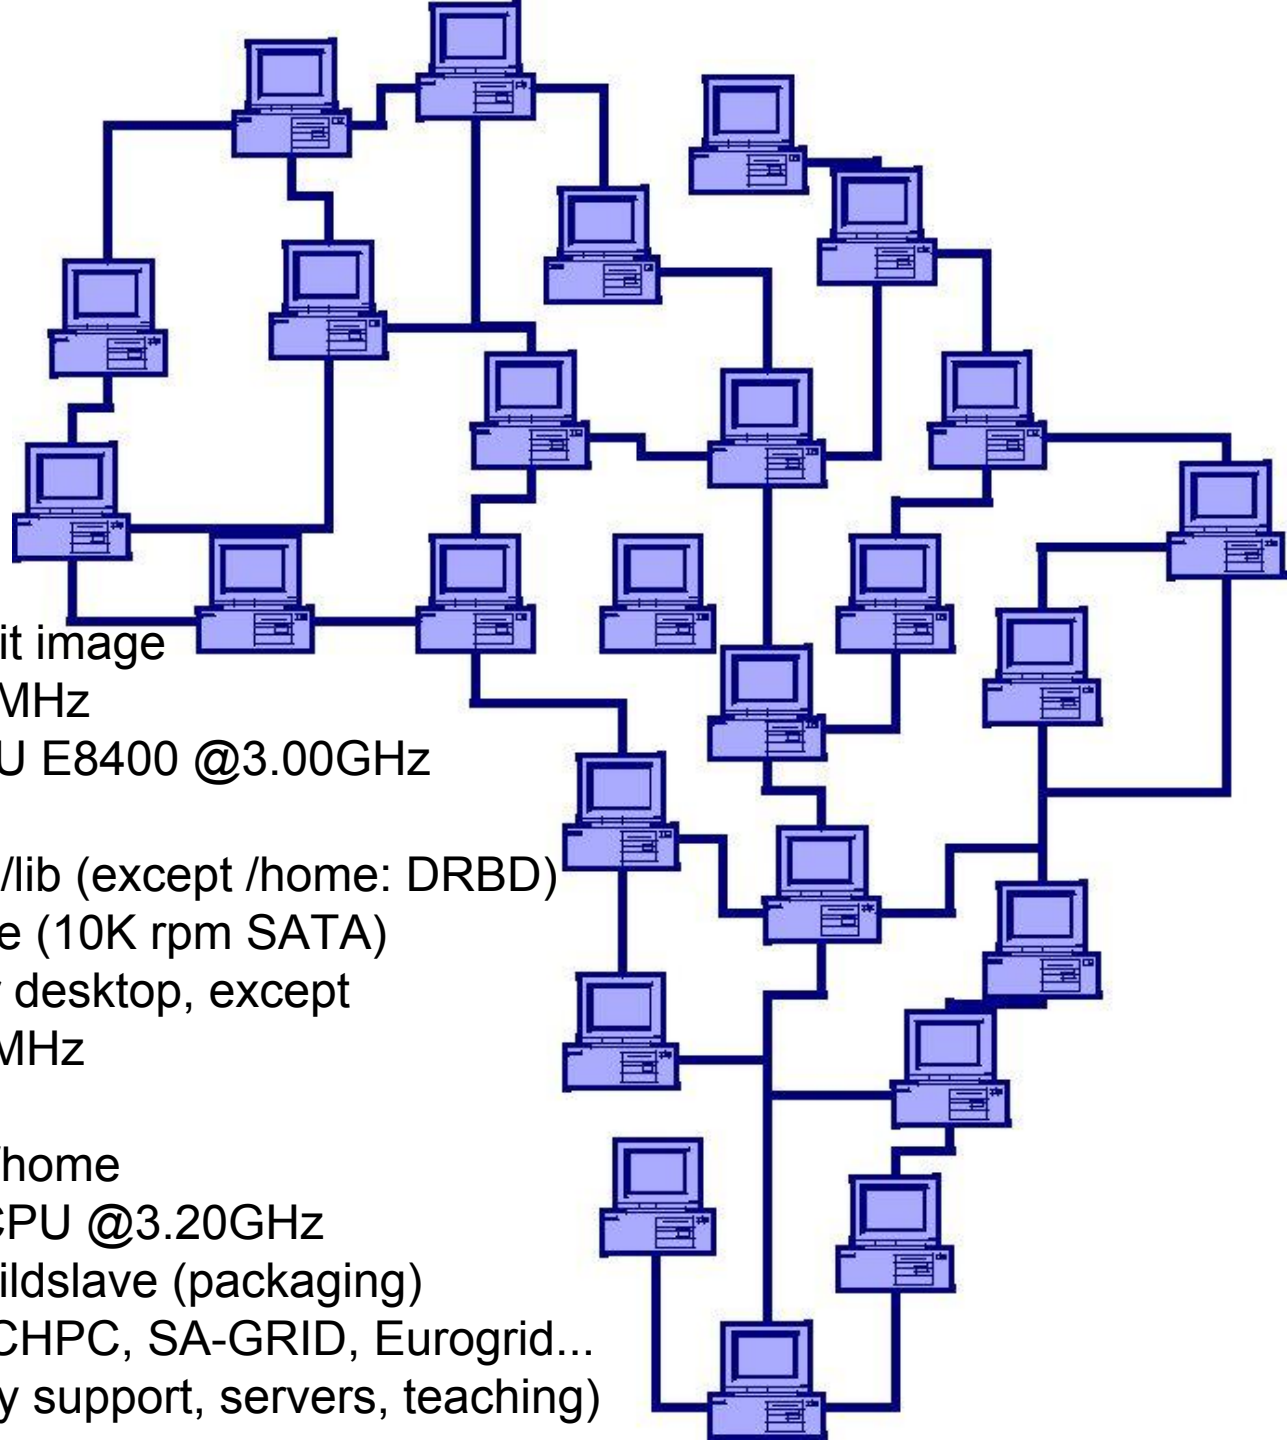 it image
MHz
U E8400 @3.00GHz
/lib (except /home: DRBD)
e (10K rpm SATA)
desktop, except
MHz
/home
CPU @3.20GHz
ildslave (packaging)
CHPC, SA-GRID, Eurogrid...
y support, servers, teaching)